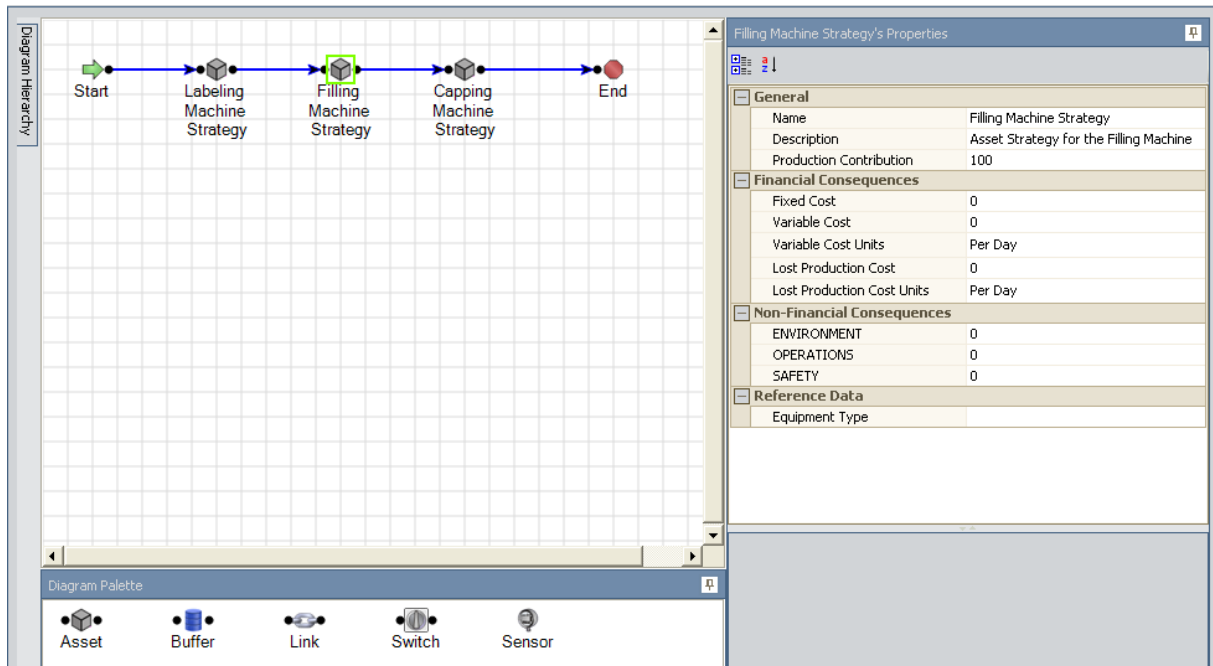 Diagram Hierarchy
Start
Labeling
Machine
Strategy
Filling
Machine
Strategy
Capping
Machine
Strategy
End
Diagram Palette
Asset
Buffer
Link
Switch
Sensor
Filling Machine Strategy's Properties
General
Name Filling Machine Strategy
Description Asset Strategy for the Filling Machine
Production Contribution 100
Financial Consequences
Fixed Cost 0
Variable Cost 0
Variable Cost Units Per Day
Lost Production Cost 0
Lost Production Cost Units Per Day
Non-Financial Consequences
ENVIRONMENT 0
OPERATIONS 0
SAFETY 0
Reference Data
Equipment Type